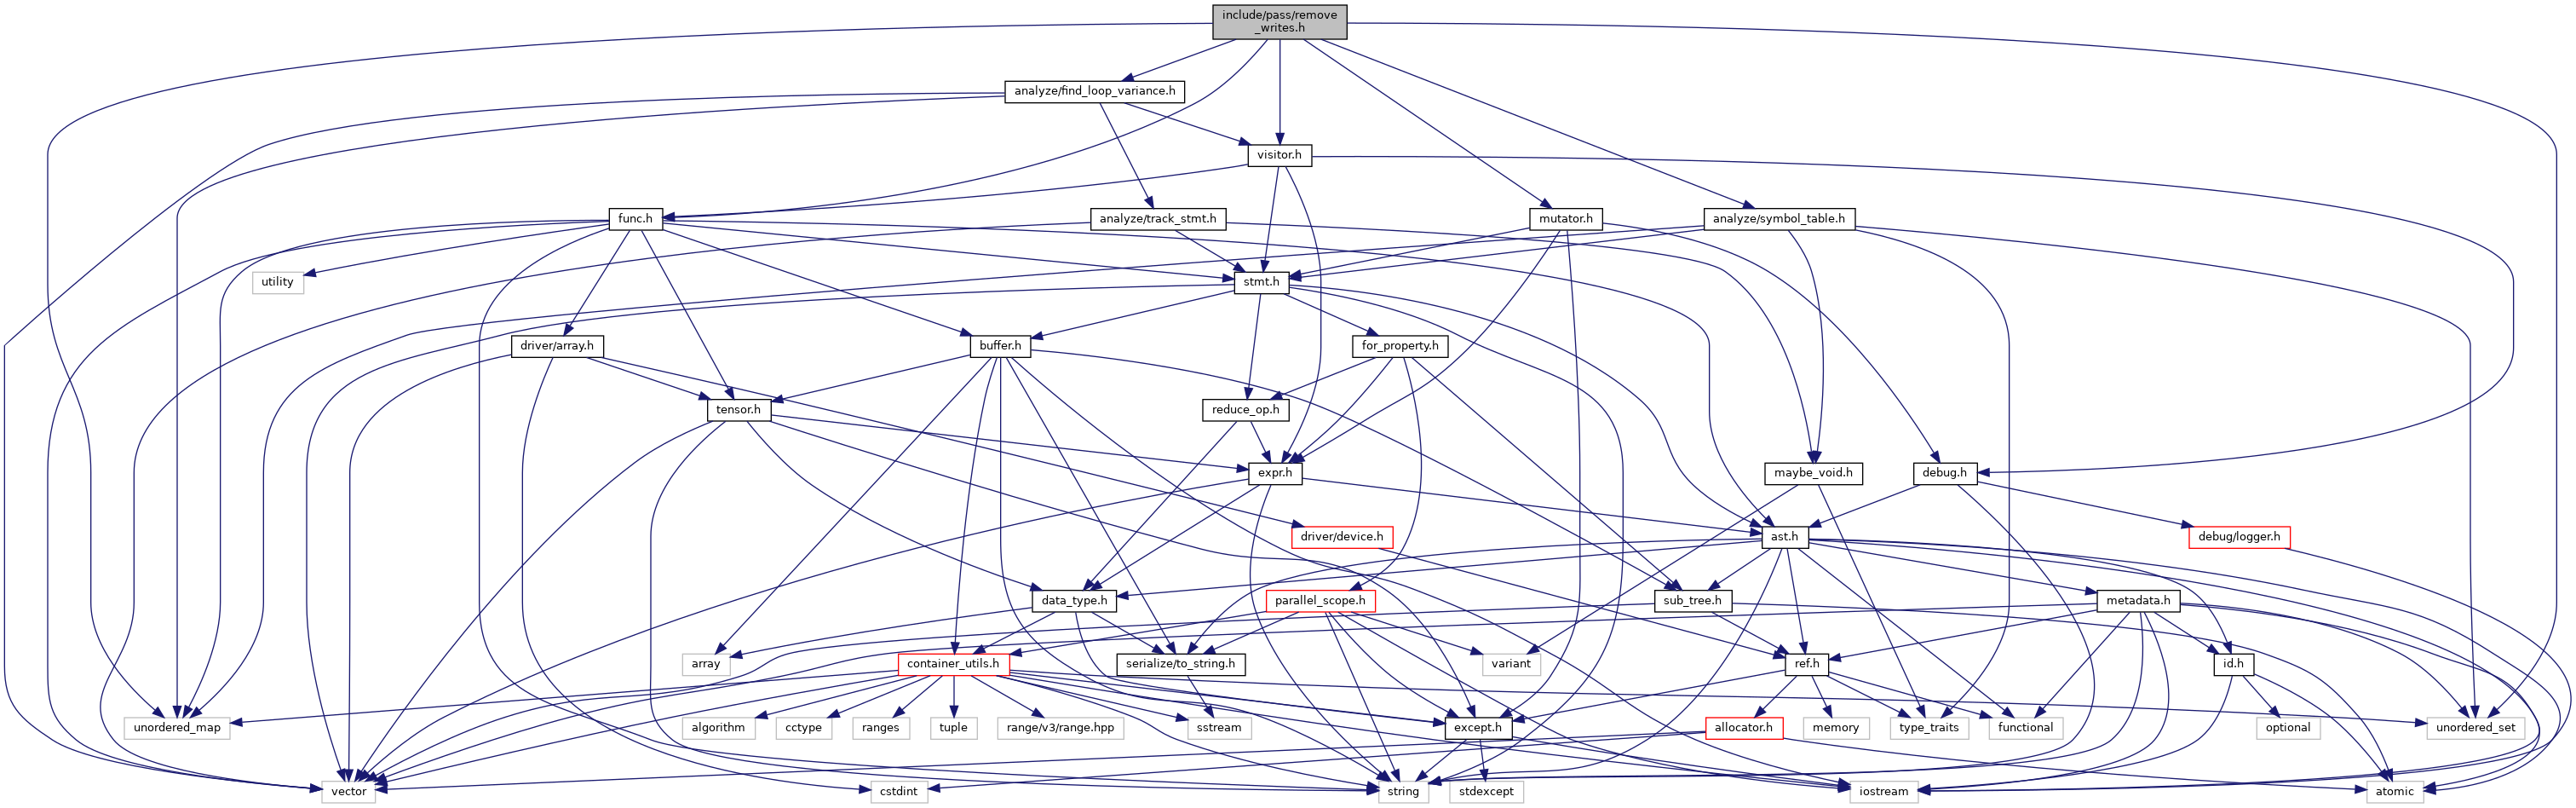 include/pass/remove
_writes.h
analyze/find_loop_variance.h
visitor.h
func.h
analyze/track_stmt.h
mutator.h
analyze/symbol_table.h
utility
stmt.h
driver/array.h
buffer.h
for_property.h
tensor.h
reduce_op.h
expr.h
maybe_void.h
debug.h
driver/device.h
ast.h
debug/logger.h
data_type.h
parallel_scope.h
sub_tree.h
metadata.h
array
container_utils.h
serialize/to_string.h
variant
ref.h
id.h
unordered_map
algorithm
cctype
ranges
tuple
range/v3/range.hpp
sstream
except.h
allocator.h
memory
type_traits
functional
optional
unordered_set
vector
cstdint
string
stdexcept
iostream
atomic